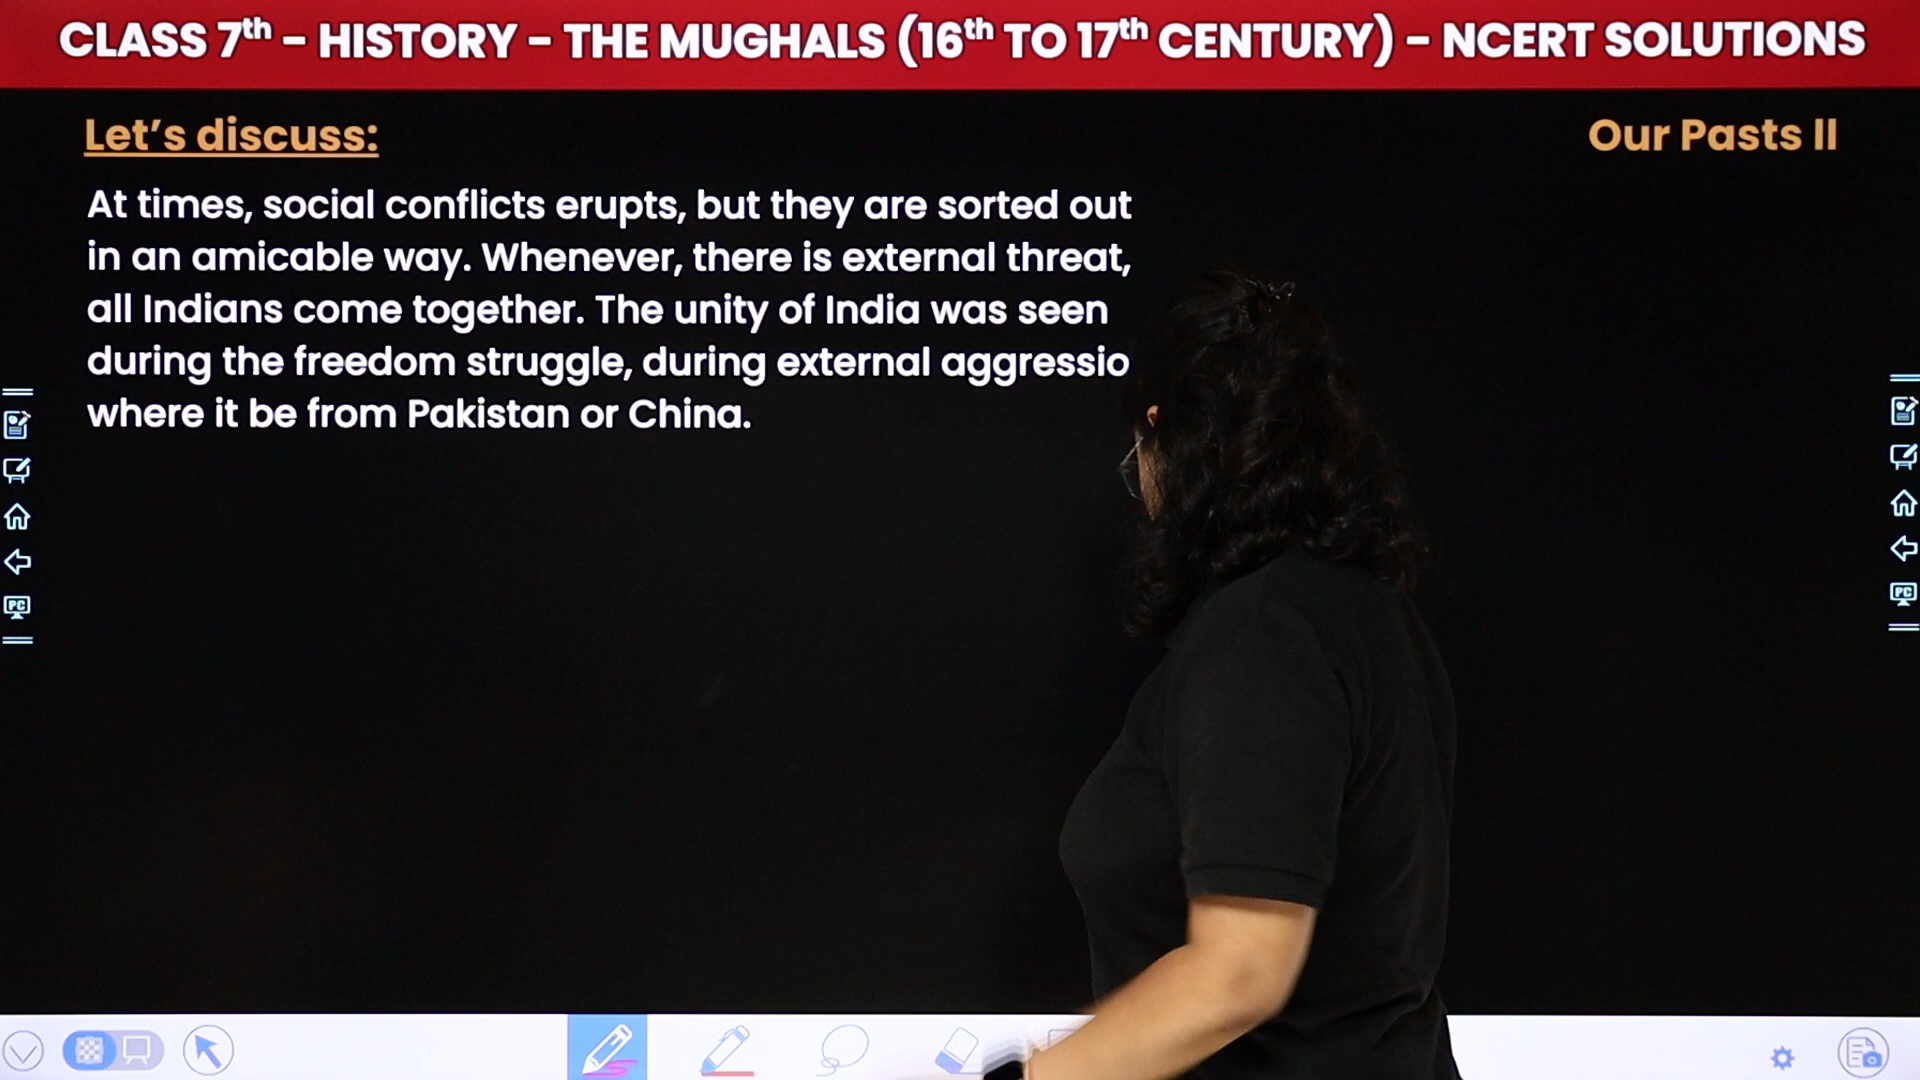 CLASS 7th - HISTORY - THE MUGHALS (16th TO 17th CENTURY) - NCERT SOLUTIONS
Let's discuss:
Our Pasts II
At times, social conflicts erupts, but they are sorted out
in an amicable way. Whenever, there is external threat,
all Indians come together. The unity of India was seen
during the freedom struggle, during external aggressio
where it be from Pakistan or China.
PC
PC